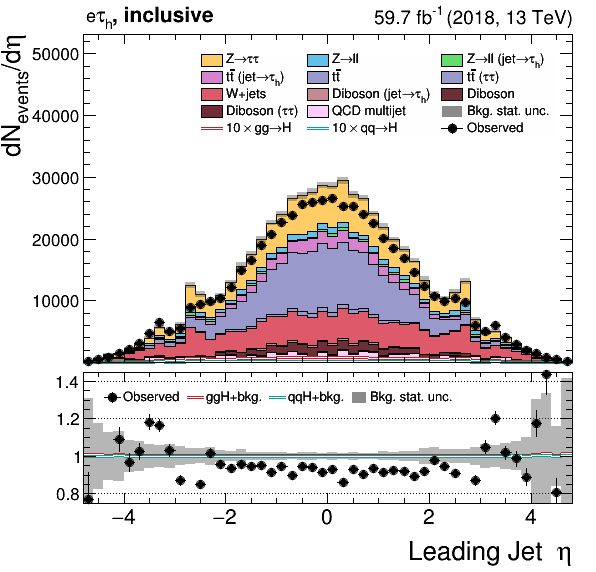 eτh, inclusive 59.7 fb⁻¹ (2018, 13 TeV)
dNevents/dη
50000
40000
30000
20000
10000
Z→ττ Z→ll Z→ll (jet→τh)
tt̄ (jet→τh) tt̄ tt̄ (ττ)
W+jets Diboson (jet→τh) Diboson
Diboson (ττ) QCD multijet Bkg. stat. unc.
10 × gg→H 10 × qq→H Observed
1.4
1.2
1
0.8
Observed ggH+bkg. qqH+bkg. Bkg. stat. unc.
−4 −2 0 2 4
Leading Jet η